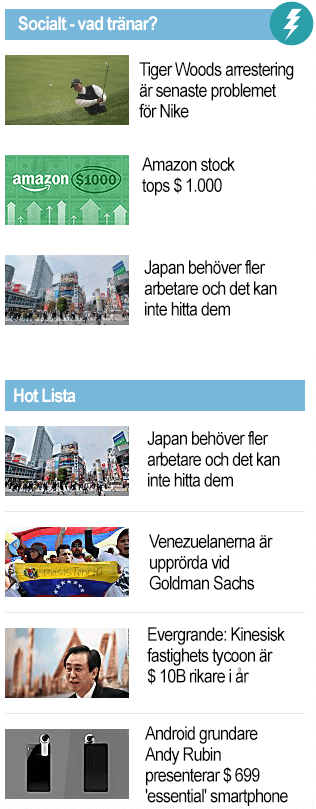 Socialt - vad tränar?
Tiger Woods arrestering
är senaste problemet
för Nike
amazon $1000
Amazon stock
tops $ 1.000
Japan behöver fler
arbetare och det kan
inte hitta dem
Hot Lista
Japan behöver fler
arbetare och det kan
inte hitta dem
Venezuelanerna är
upprörda vid
Goldman Sachs
Evergrande: Kinesisk
fastighets tycoon är
$ 10B rikare i år
Android grundare
Andy Rubin
presenterar $ 699
'essential' smartphone